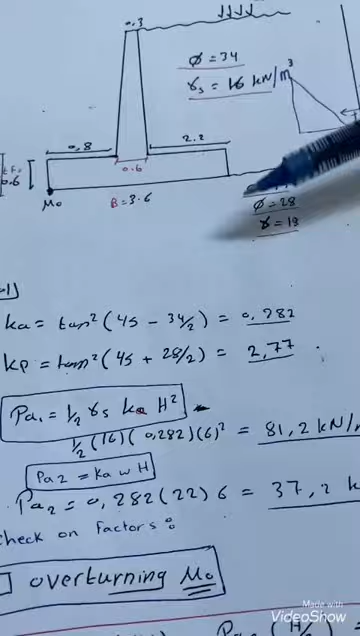 0.3
ϕ = 34
γs = 16 kN/m³
0,8
2.2
0.6
0.6
B = 3.6
Mo
ϕ = 28
γ = 18
ka = tan² (45 - 34/2) = 0,282
kp = tan² (45 + 28/2) = 2,77
Pa₁ = 1/2 γs ka H²
1/2 (16) (0,282)(6)² = 81,2 kN/
Pa2 = ka w H
Pa₂ = 0,282 (22) 6 = 37,2 k
check on factors :
overturning Mo
Made with
VideoShow